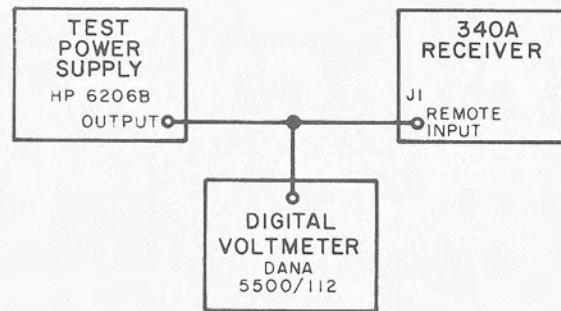 TEST
POWER
SUPPLY
HP 6206B
OUTPUT
340A
RECEIVER
J1
REMOTE
INPUT
DIGITAL
VOLTMETER
DANA
5500/112